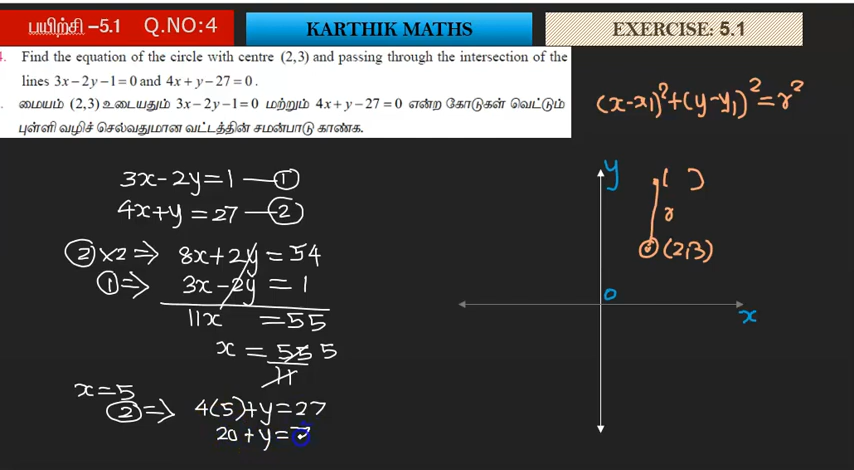 பயிற்சி –5.1 Q.NO:4
KARTHIK MATHS
EXERCISE: 5.1
4. Find the equation of the circle with centre (2,3) and passing through the intersection of the
lines 3x−2y−1=0 and 4x+y−27=0.
மையம் (2,3) உடையதும் 3x−2y−1=0 மற்றும் 4x+y−27=0 என்ற கோடுகள் வெட்டும்
புள்ளி வழிச் செல்வதுமான வட்டத்தின் சமன்பாடு காண்க.
(x-x₁)²+(y-y₁)²=r²
3x-2y=1 —①
4x+y=27—②
②×2⇒ 8x+2y=54
①⇒ 3x-2y=1
11x =55
x = 55 5
11
x=5
②⇒ 4(5)+y=27
20+y=
y
( )
r
(2,3)
0
x